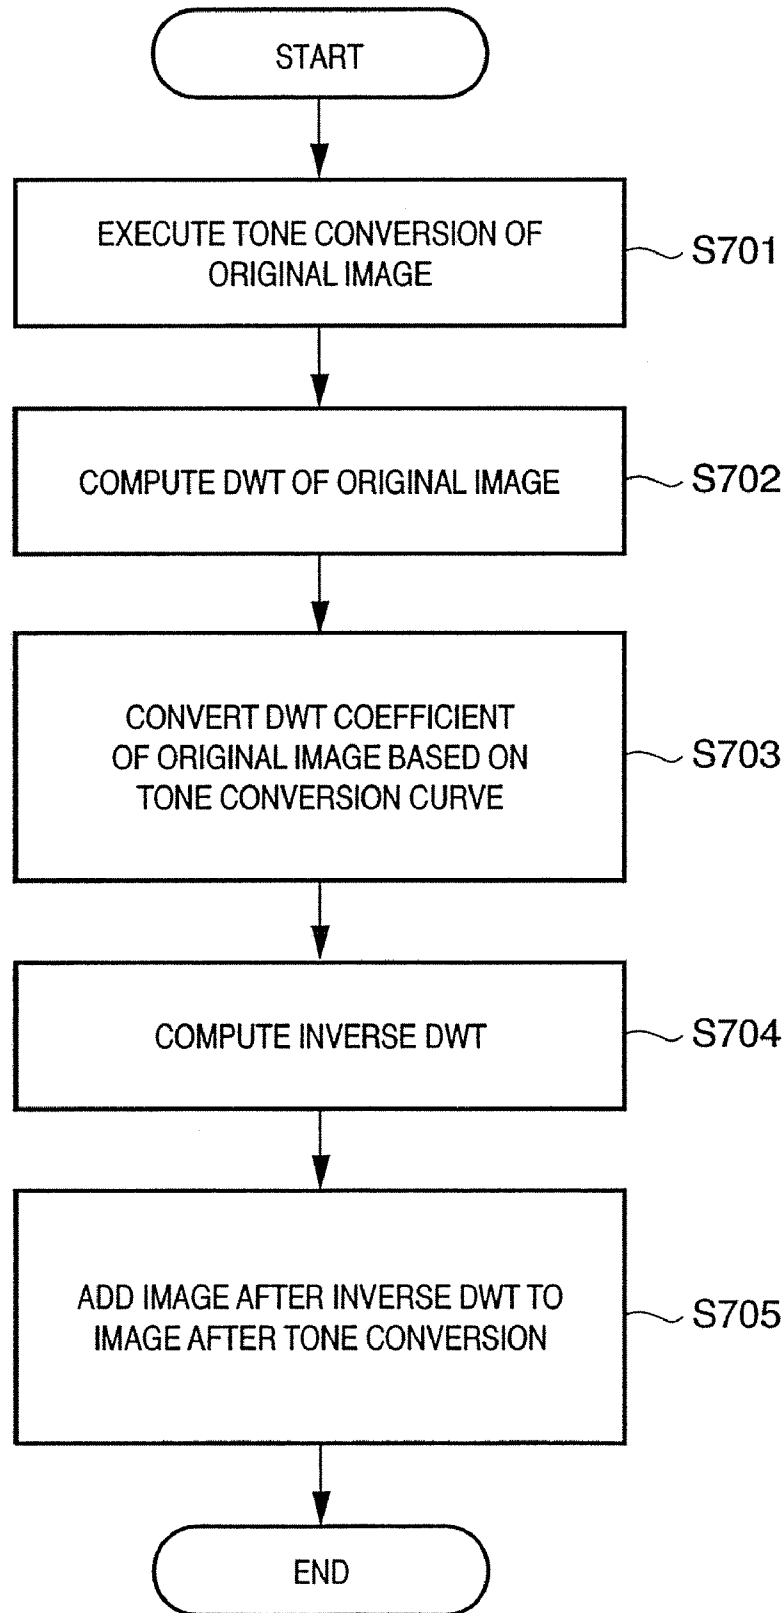 START
EXECUTE TONE CONVERSION OF
ORIGINAL IMAGE
S701
COMPUTE DWT OF ORIGINAL IMAGE
S702
CONVERT DWT COEFFICIENT
OF ORIGINAL IMAGE BASED ON
TONE CONVERSION CURVE
S703
COMPUTE INVERSE DWT
S704
ADD IMAGE AFTER INVERSE DWT TO
IMAGE AFTER TONE CONVERSION
S705
END